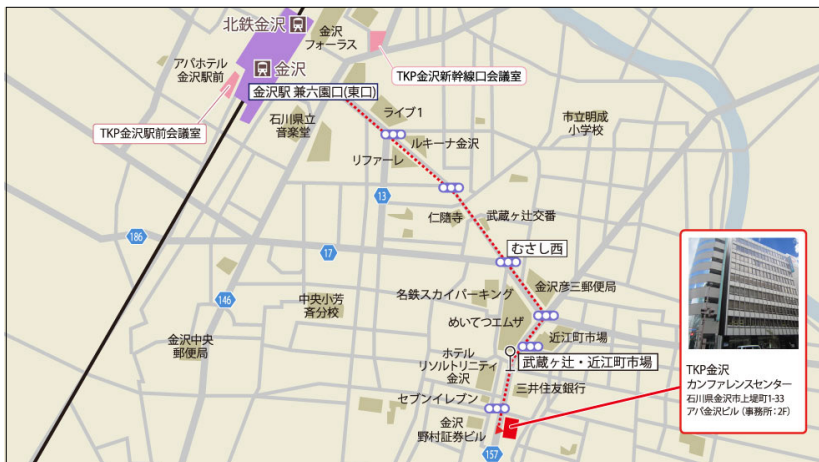 北鉄金沢
金沢
フォーラス
アパホテル
金沢駅前
金沢
TKP金沢新幹線口会議室
金沢駅 兼六園口(東口)
TKP金沢駅前会議室
石川県立
音楽堂
ライブ1
ルキーナ金沢
リファーレ
市立明成
小学校
13
仁随寺
武蔵ヶ辻交番
186
17
むさし西
146
中央小芳
斉分校
名鉄スカイパーキング
金沢彦三郵便局
めいてつエムザ
金沢中央
郵便局
近江町市場
ホテル
リソルトリニティ
金沢
武蔵ヶ辻・近江町市場
三井住友銀行
セブンイレブン
金沢
野村証券ビル
157
TKP金沢
カンファレンスセンター
石川県金沢市上堤町1-33
アパ金沢ビル（事務所：2F）